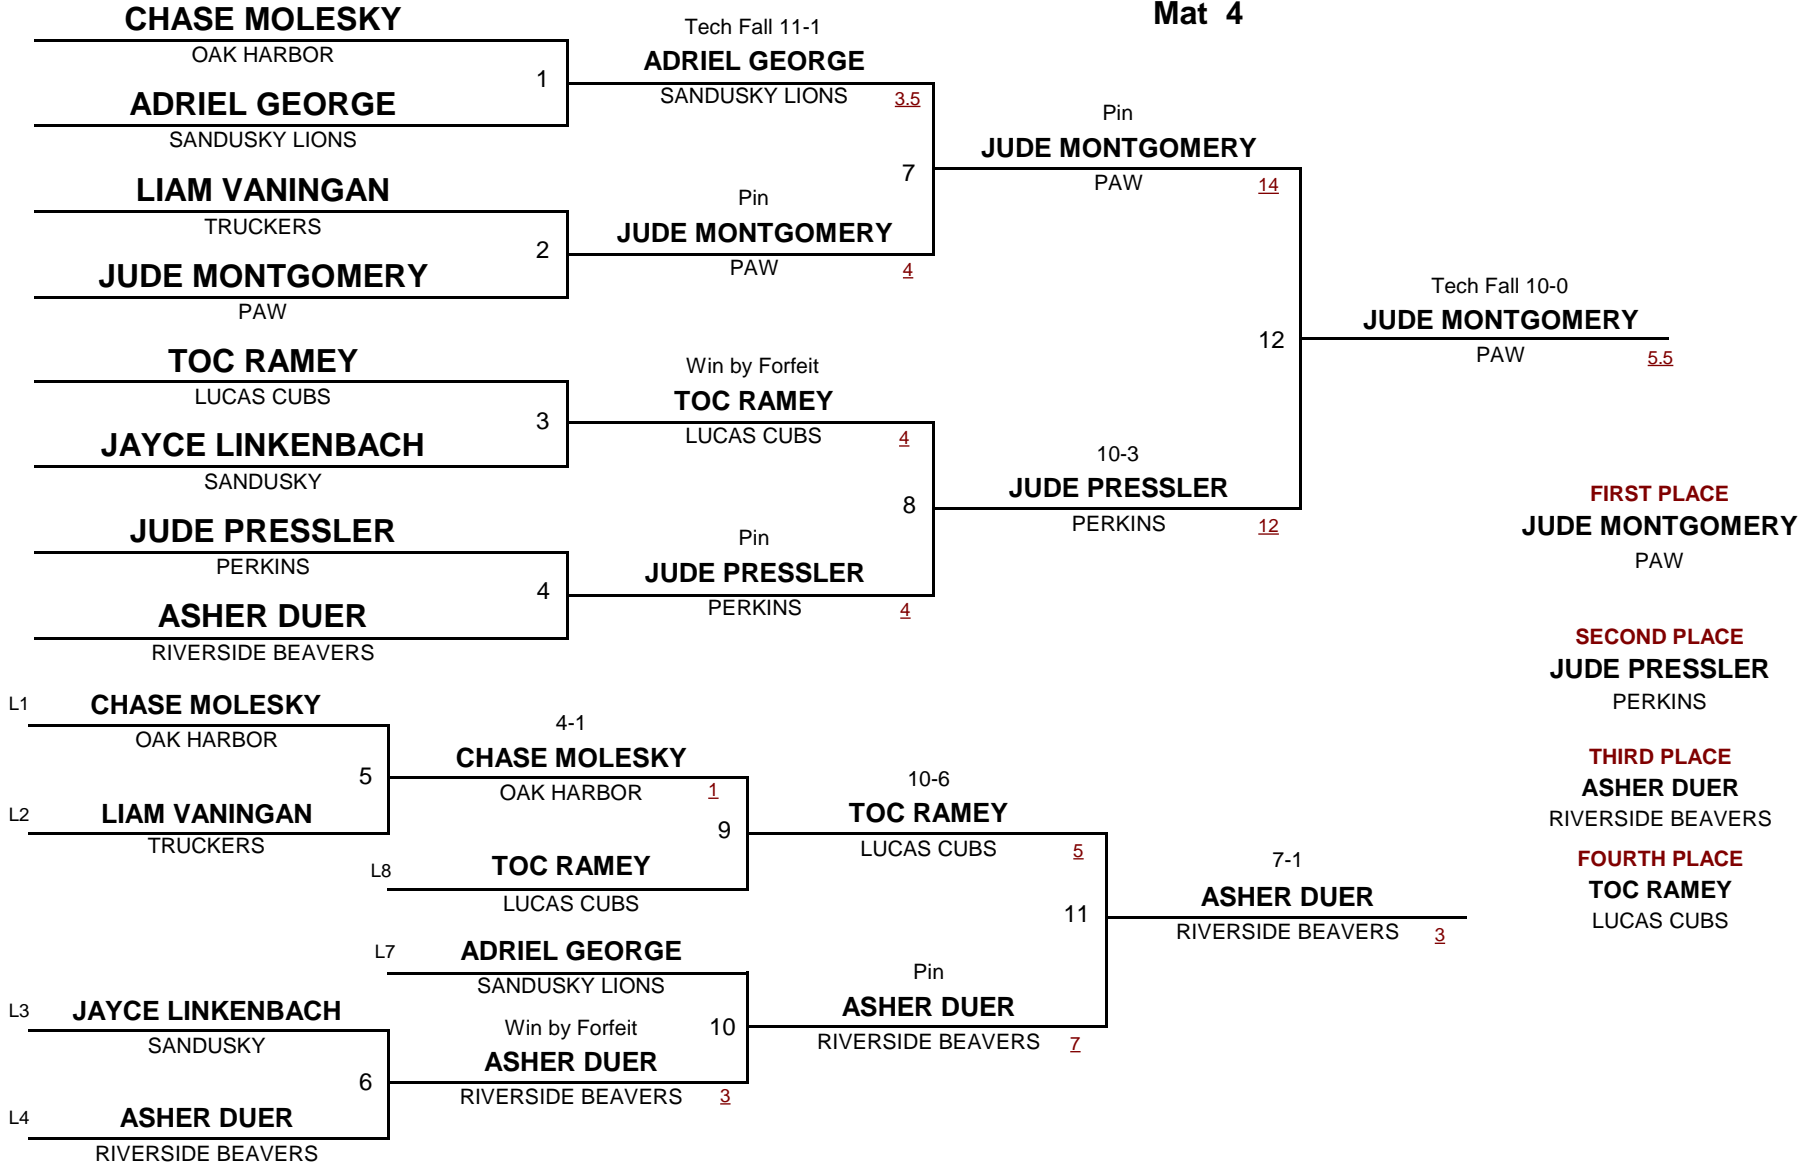 Mat 4
CHASE MOLESKY
OAK HARBOR
1
ADRIEL GEORGE
SANDUSKY LIONS
LIAM VANINGAN
TRUCKERS
2
JUDE MONTGOMERY
PAW
TOC RAMEY
LUCAS CUBS
3
JAYCE LINKENBACH
SANDUSKY
JUDE PRESSLER
PERKINS
4
ASHER DUER
RIVERSIDE BEAVERS
Tech Fall 11-1
ADRIEL GEORGE
SANDUSKY LIONS 3.5
7
Pin
JUDE MONTGOMERY
PAW 4
Win by Forfeit
TOC RAMEY
LUCAS CUBS 4
8
Pin
JUDE PRESSLER
PERKINS 4
Pin
JUDE MONTGOMERY
PAW 14
12
10-3
JUDE PRESSLER
PERKINS 12
Tech Fall 10-0
JUDE MONTGOMERY
PAW 5.5
FIRST PLACE
JUDE MONTGOMERY
PAW
SECOND PLACE
JUDE PRESSLER
PERKINS
THIRD PLACE
ASHER DUER
RIVERSIDE BEAVERS
FOURTH PLACE
TOC RAMEY
LUCAS CUBS
L1 CHASE MOLESKY
OAK HARBOR
5
L2 LIAM VANINGAN
TRUCKERS
4-1
CHASE MOLESKY
OAK HARBOR 1
9
L8 TOC RAMEY
LUCAS CUBS
L7 ADRIEL GEORGE
SANDUSKY LIONS
10
Win by Forfeit
ASHER DUER
RIVERSIDE BEAVERS 3
L3 JAYCE LINKENBACH
SANDUSKY
6
L4 ASHER DUER
RIVERSIDE BEAVERS
10-6
TOC RAMEY
LUCAS CUBS 5
11
Pin
ASHER DUER
RIVERSIDE BEAVERS 7
7-1
ASHER DUER
RIVERSIDE BEAVERS 3